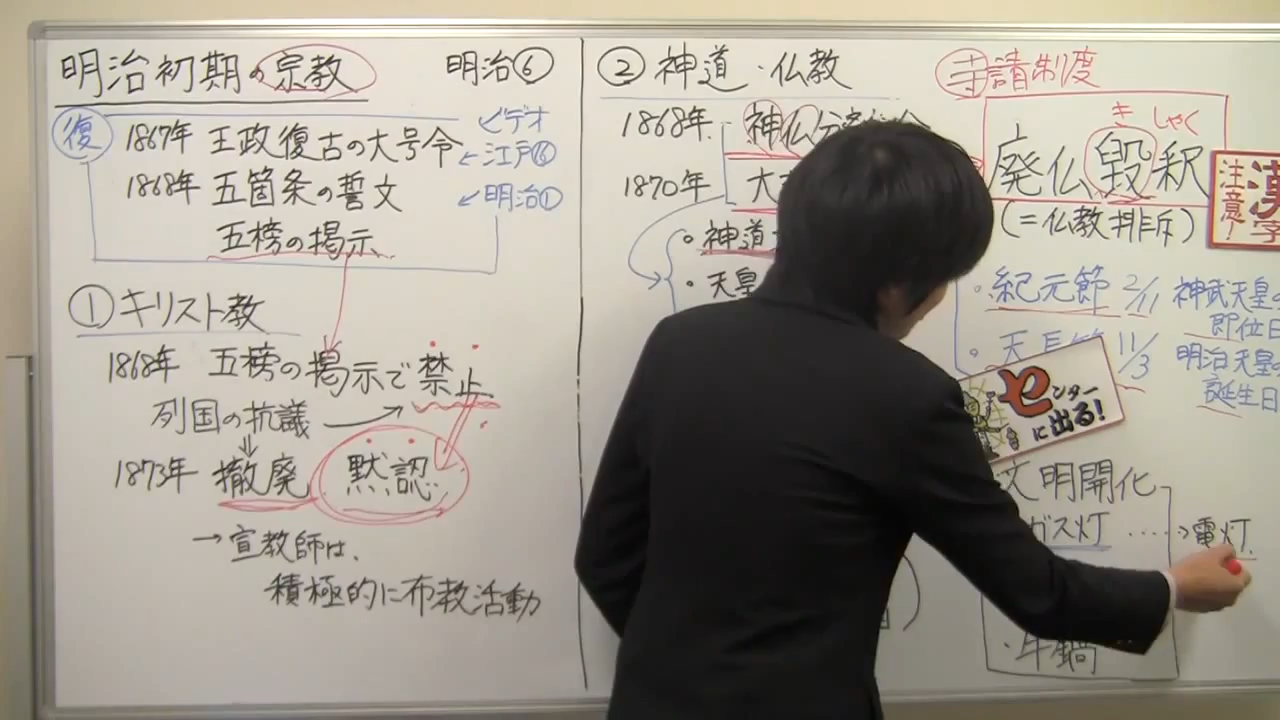 明治初期の宗教
明治⑥
復
1867年 王政復古の大号令
←ビデオ
←江戸⑯
1868年 五箇条の誓文
←明治①
五榜の掲示
①キリスト教
1868年 五榜の掲示で禁止
列国の抗議
1873年 撤廃 黙認
→宣教師は、
積極的に布教活動
②神道・仏教
1868年 神仏分
1870年 大
・神道
・天皇
寺請制度
き しゃく
廃仏毀釈
(=仏教排斥)
漢字
注意!
・紀元節 2/11 神武天皇の
即位日
・天長節 11/3 明治天皇の
誕生日
センター
に出る!
文明開化
ガス灯 ……→電灯
・牛鍋